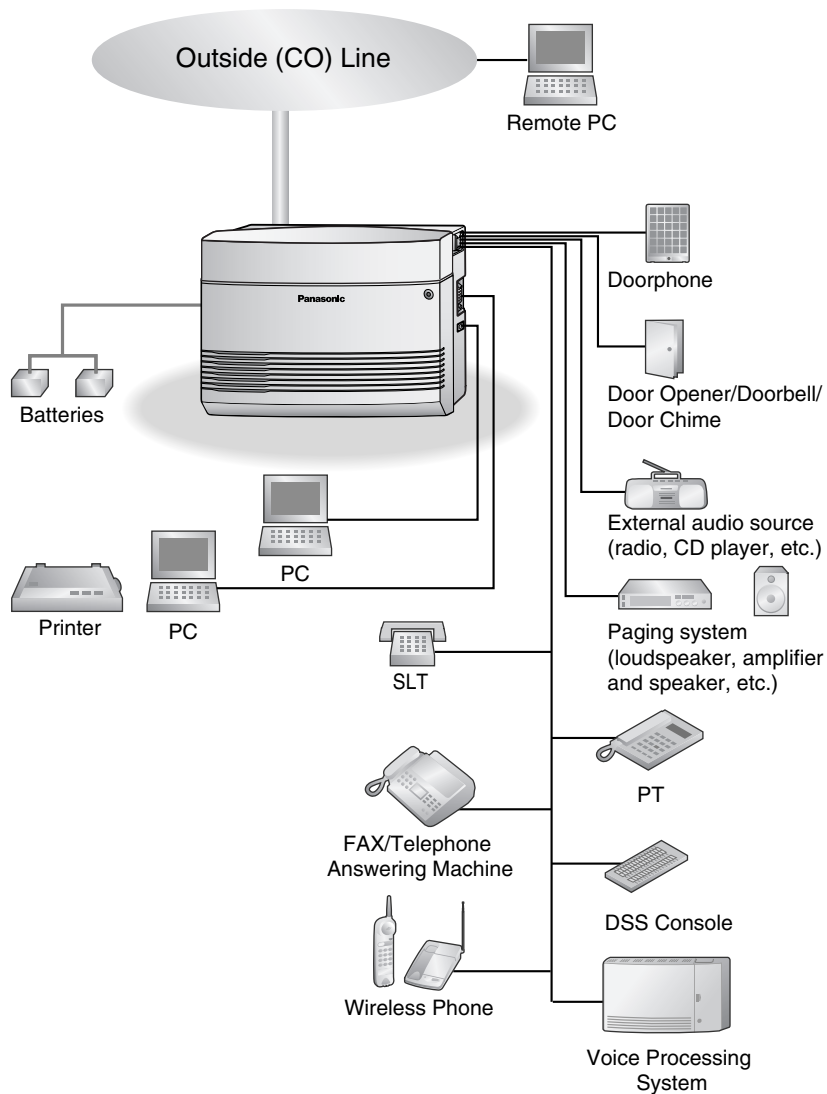 Outside (CO) Line
Remote PC
Panasonic
Doorphone
Batteries
Door Opener/Doorbell/
Door Chime
External audio source
(radio, CD player, etc.)
PC
Printer
PC
Paging system
(loudspeaker, amplifier
and speaker, etc.)
SLT
PT
FAX/Telephone
Answering Machine
DSS Console
Wireless Phone
Voice Processing
System